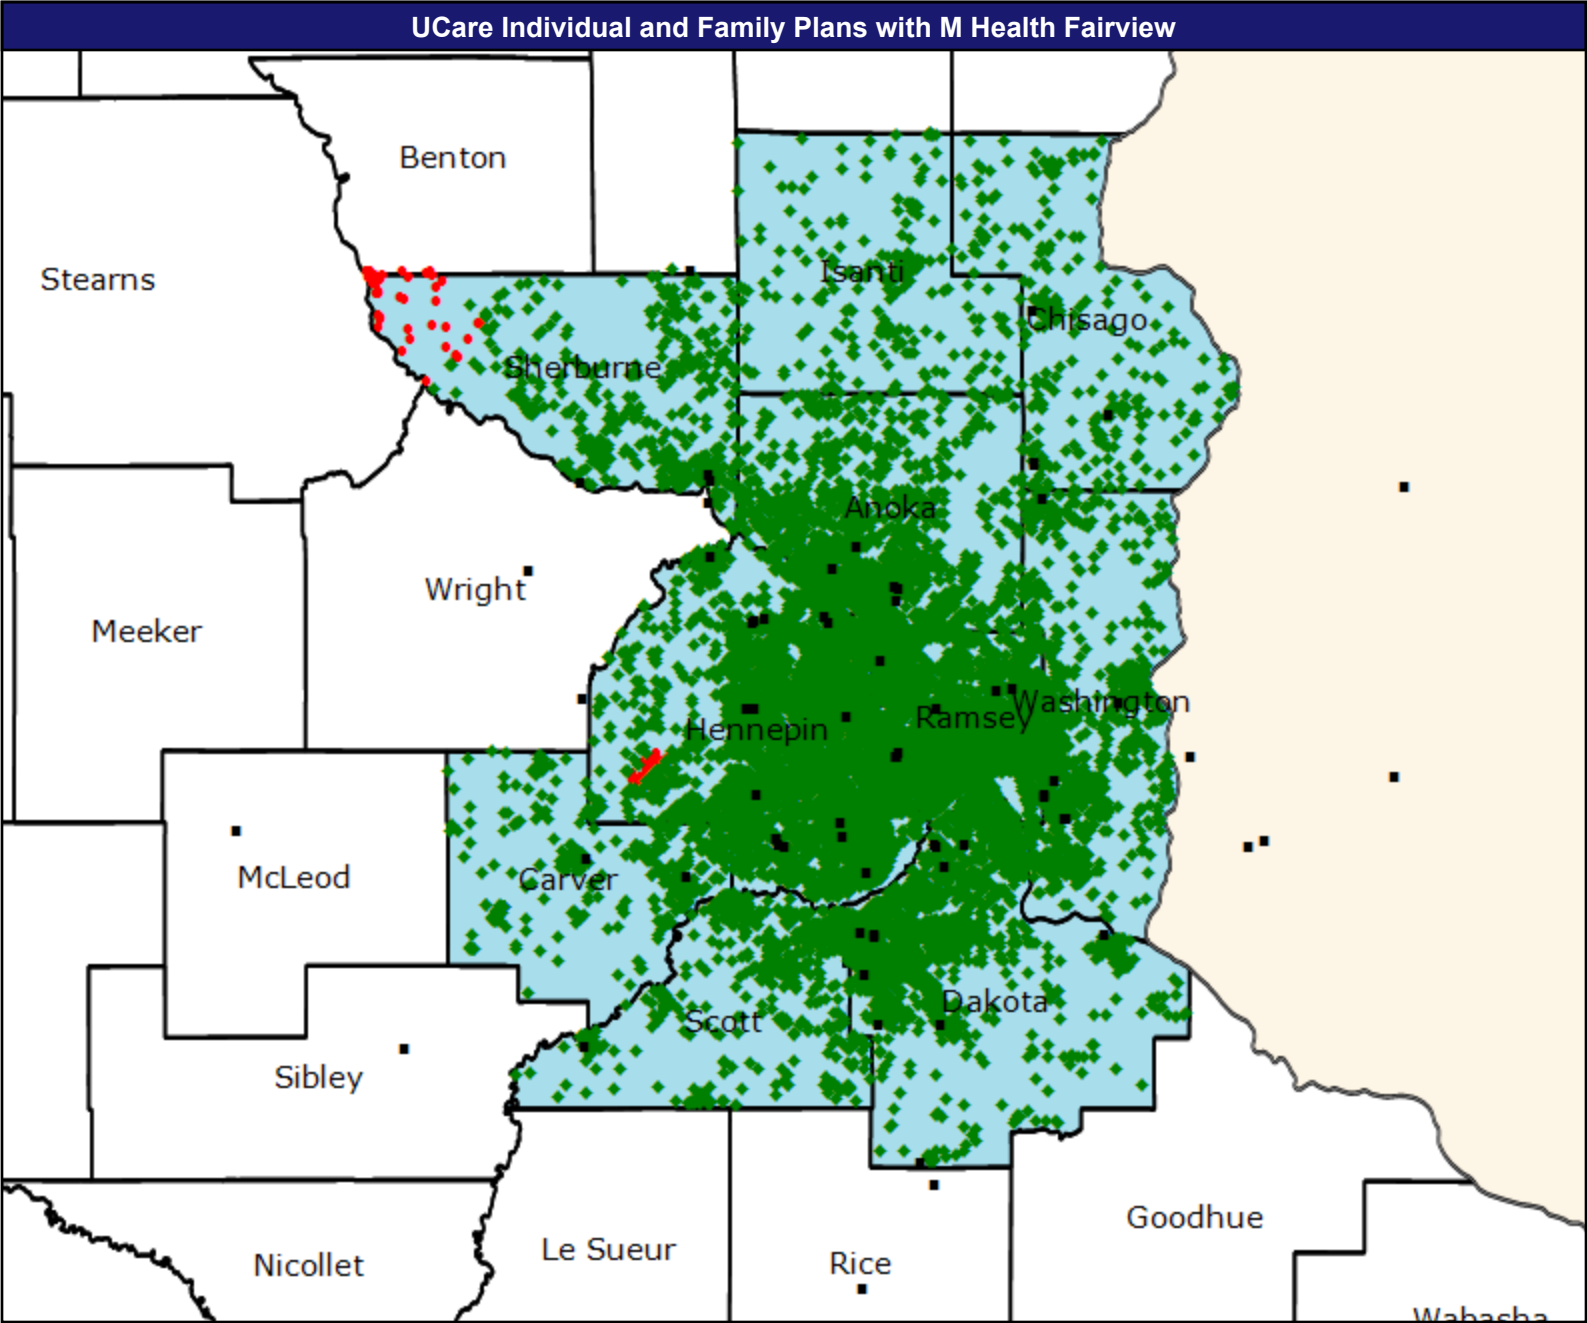 UCare Individual and Family Plans with M Health Fairview
Benton
Stearns
Isanti
Chisago
Sherburne
Anoka
Wright
Meeker
Washington
Ramsey
Hennepin
McLeod
Carver
Dakota
Scott
Sibley
Goodhue
Le Sueur
Rice
Nicollet
Wabasha